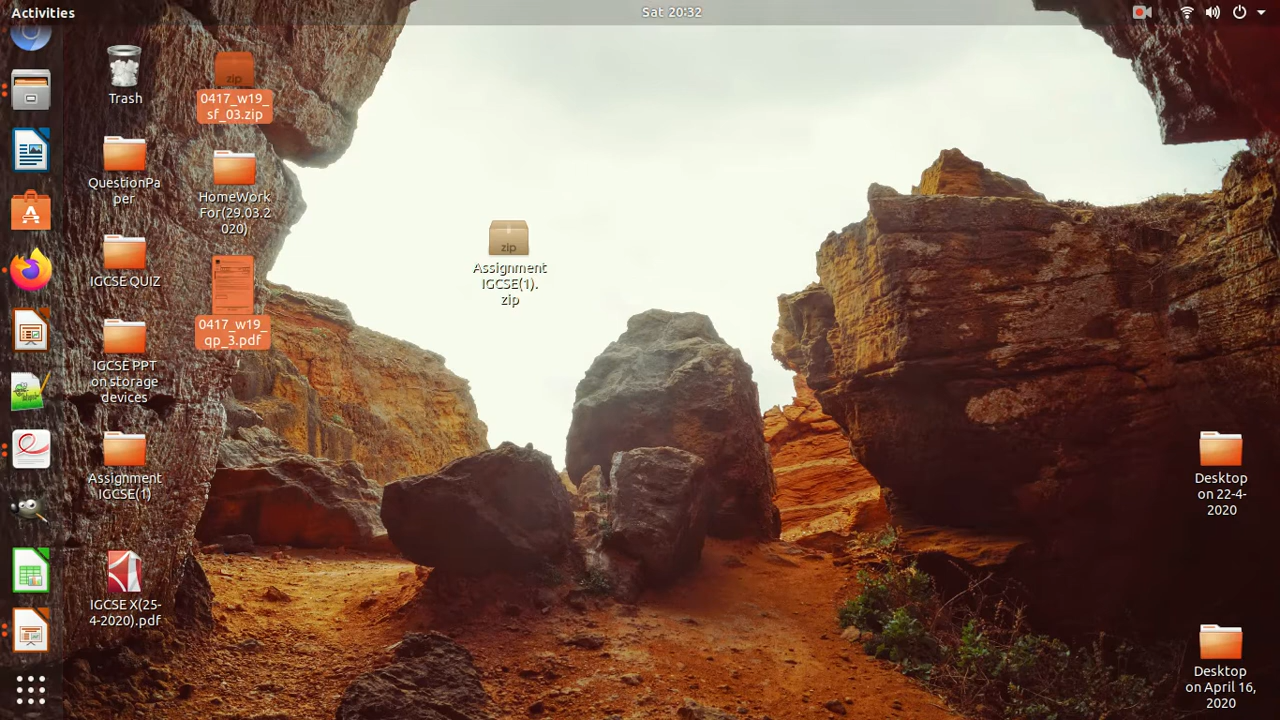 Activities
Sat 20:32
Trash
QuestionPa
per
IGCSE QUIZ
IGCSE PPT
on storage
devices
Assignment
IGCSE(1)
IGCSE X(25-
4-2020).pdf
zip
0417_w19_
sf_03.zip
HomeWork
For(29.03.2
020)
0417_w19_
qp_3.pdf
zip
Assignment
IGCSE(1).
zip
Desktop
on 22-4-
2020
Desktop
on April 16,
2020